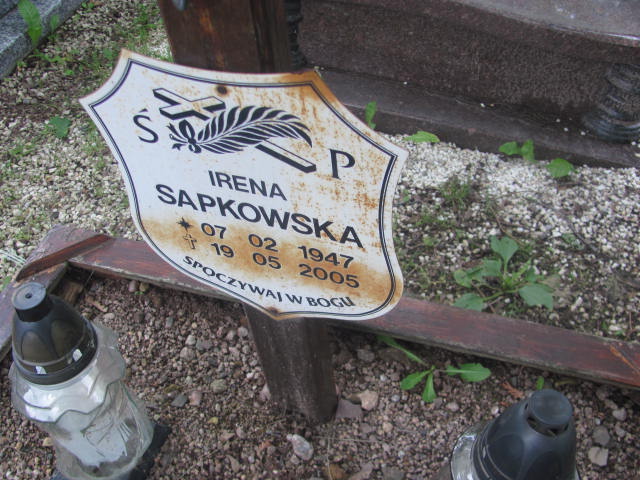 Ś P
IRENA
SAPKOWSKA
* 07 02 1947
✝ 19 05 2005
SPOCZYWAJ W BOGU